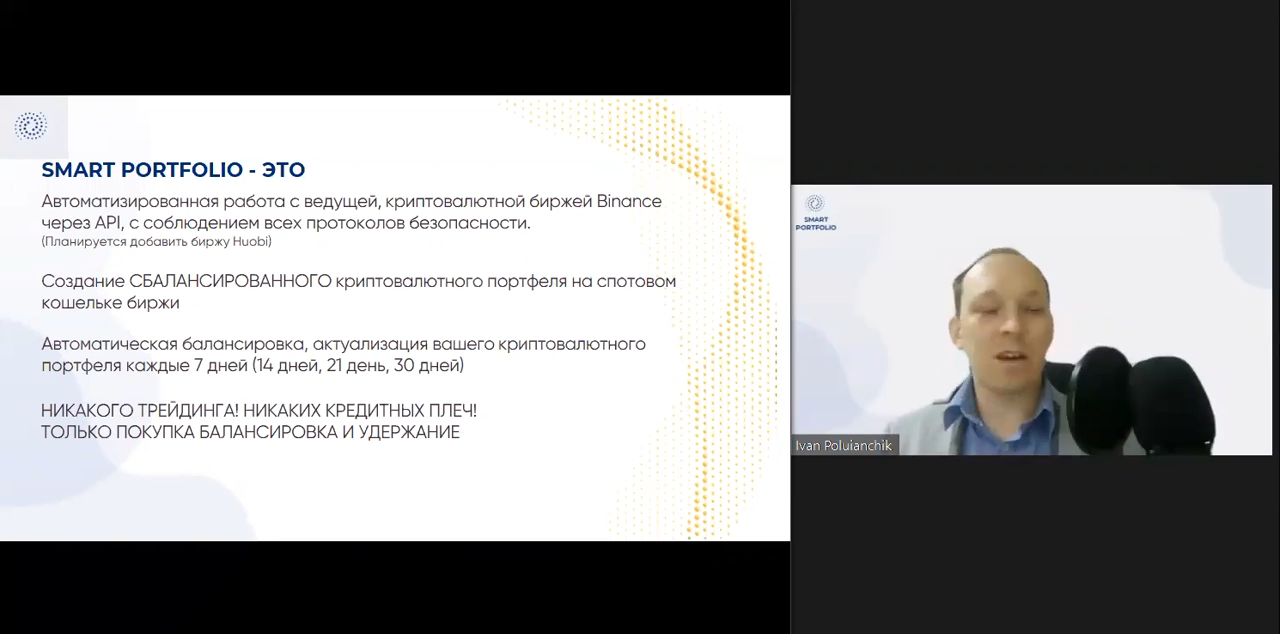 SMART PORTFOLIO - ЭТО
Автоматизированная работа с ведущей, криптовалютной биржей Binance
через API, с соблюдением всех протоколов безопасности.
(Планируется добавить биржу Huobi)
Создание СБАЛАНСИРОВАННОГО криптовалютного портфеля на спотовом
кошельке биржи
Автоматическая балансировка, актуализация вашего криптовалютного
портфеля каждые 7 дней (14 дней, 21 день, 30 дней)
НИКАКОГО ТРЕЙДИНГА! НИКАКИХ КРЕДИТНЫХ ПЛЕЧ!
ТОЛЬКО ПОКУПКА БАЛАНСИРОВКА И УДЕРЖАНИЕ
SMART
PORTFOLIO
Ivan Poluianchik